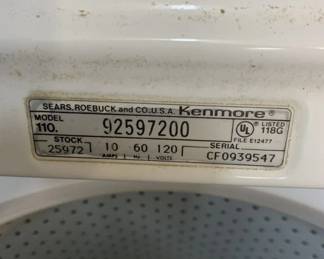 SEARS, ROEBUCK and CO., U.S.A. Kenmore®
MODEL
110. 92597200 UL® LISTED 118G
FILE E12477
STOCK SERIAL
25972 10 60 120 CF0939547
AMPS Hz VOLTS